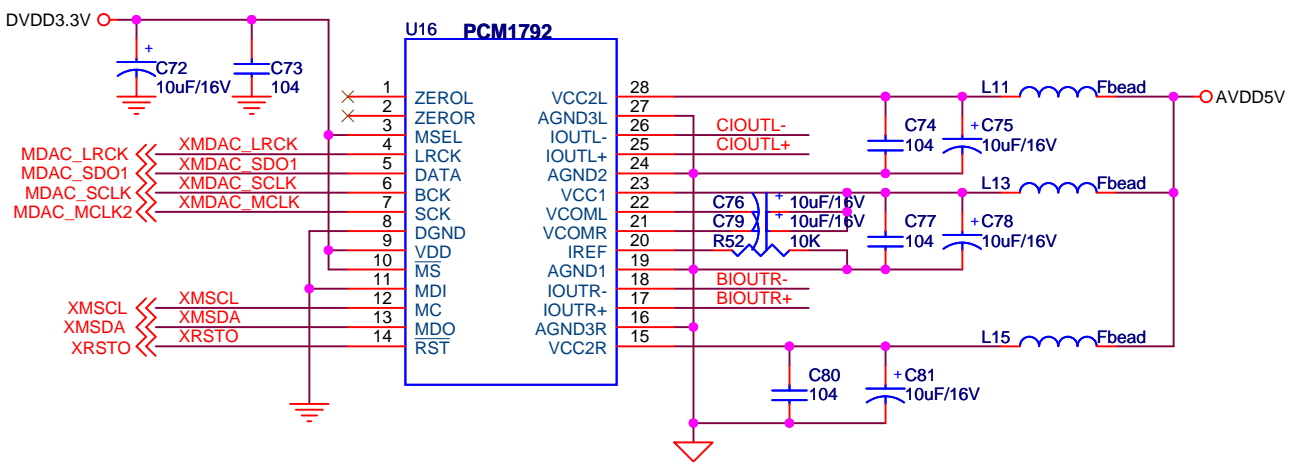 DVDD3.3V
+
C72
10uF/16V
C73
104
U16 PCM1792
1 ZEROL
2 ZEROR
3 MSEL
MDAC_LRCK XMDAC_LRCK 4 LRCK
MDAC_SDO1 XMDAC_SDO1 5 DATA
MDAC_SCLK XMDAC_SCLK 6 BCK
MDAC_MCLK2 XMDAC_MCLK 7 SCK
8 DGND
9 VDD
10 MS
11 MDI
XMSCL XMSCL 12 MC
XMSDA XMSDA 13 MDO
XRSTO XRSTO 14 RST
VCC2L 28
AGND3L 27
IOUTL- 26 CIOUTL-
IOUTL+ 25 CIOUTL+
AGND2 24
VCC1 23
VCOML 22
VCOMR 21
IREF 20
AGND1 19
IOUTR- 18 BIOUTR-
IOUTR+ 17 BIOUTR+
AGND3R 16
VCC2R 15
L11 Fbead
AVDD5V
C74
104
+ C75
10uF/16V
L13 Fbead
C76 + 10uF/16V
C79 + 10uF/16V
R52 10K
C77
104
+ C78
10uF/16V
L15 Fbead
C80
104
+ C81
10uF/16V